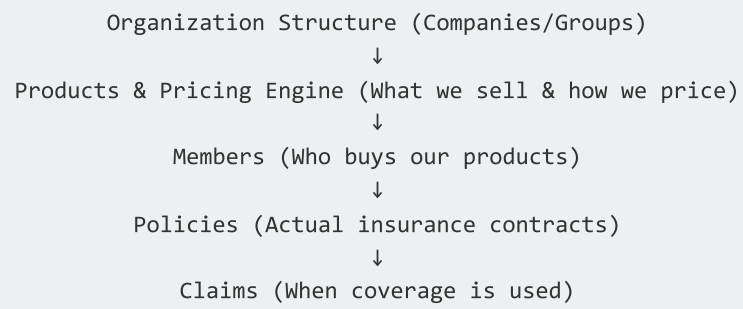 Organization Structure (Companies/Groups)
↓
Products & Pricing Engine (What we sell & how we price)
↓
Members (Who buys our products)
↓
Policies (Actual insurance contracts)
↓
Claims (When coverage is used)